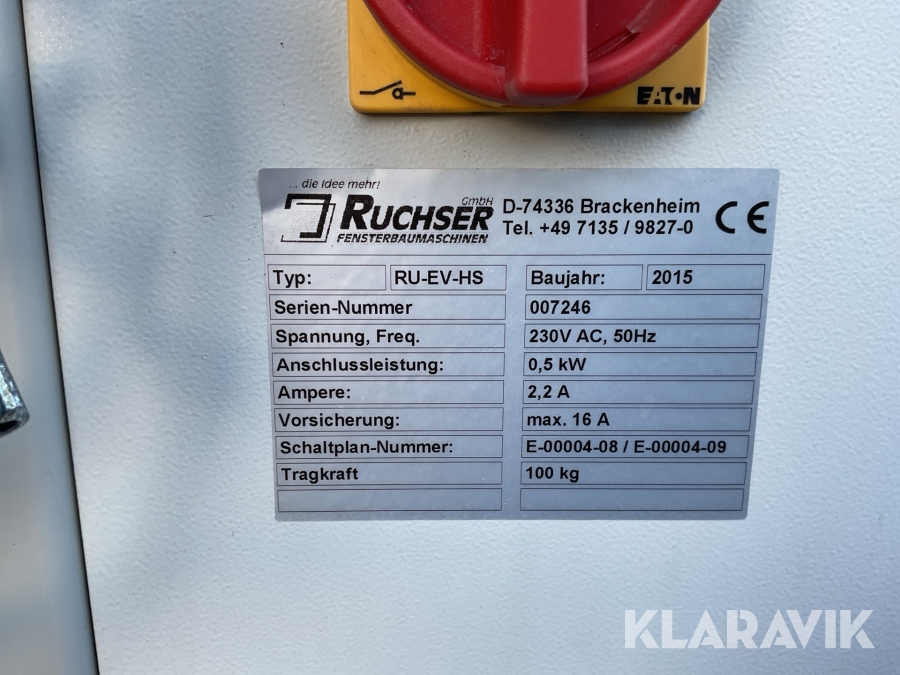 EATON
... die Idee mehr!
RUCHSER GmbH
FENSTERBAUMASCHINEN
D-74336 Brackenheim
Tel. +49 7135 / 9827-0
CE
Typ: RU-EV-HS Baujahr: 2015
Serien-Nummer 007246
Spannung, Freq. 230V AC, 50Hz
Anschlussleistung: 0,5 kW
Ampere: 2,2 A
Vorsicherung: max. 16 A
Schaltplan-Nummer: E-00004-08 / E-00004-09
Tragkraft 100 kg
KLARAVIK